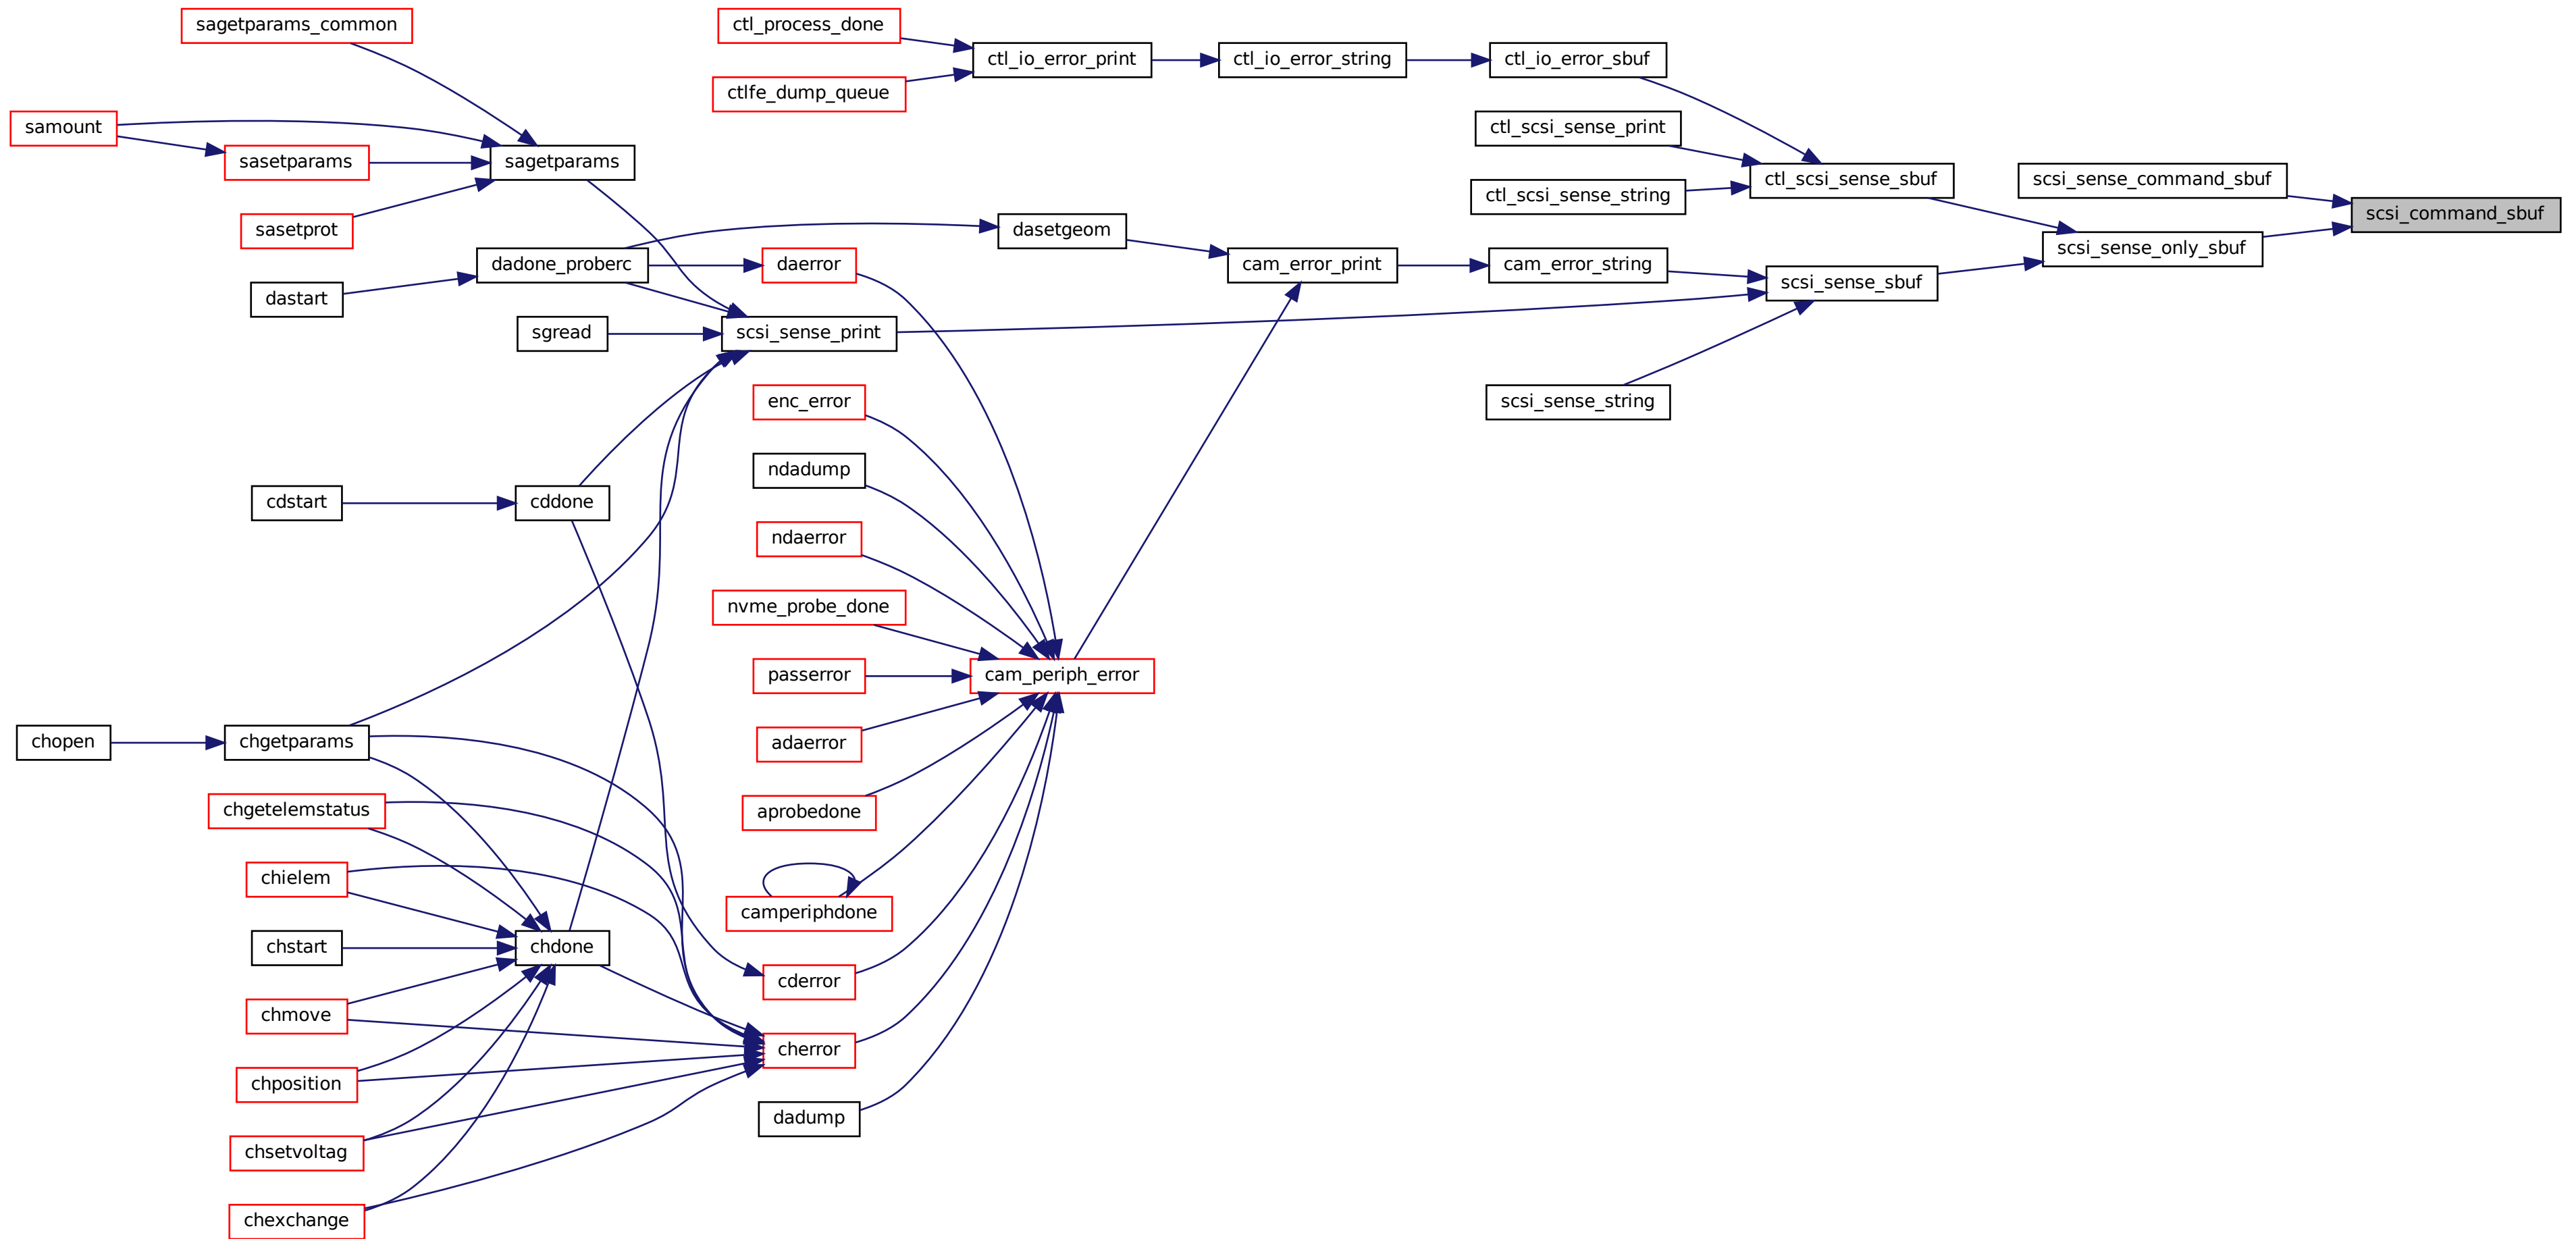 sagetparams_common
ctl_process_done
ctl_io_error_print
ctl_io_error_string
ctl_io_error_sbuf
ctlfe_dump_queue
samount
ctl_scsi_sense_print
sasetparams
sagetparams
ctl_scsi_sense_sbuf
scsi_sense_command_sbuf
ctl_scsi_sense_string
scsi_command_sbuf
sasetprot
dasetgeom
scsi_sense_only_sbuf
dadone_proberc
daerror
cam_error_print
cam_error_string
scsi_sense_sbuf
dastart
sgread
scsi_sense_print
enc_error
scsi_sense_string
ndadump
cdstart
cddone
ndaerror
nvme_probe_done
passerror
cam_periph_error
chopen
chgetparams
adaerror
chgetelemstatus
aprobedone
chielem
camperiphdone
chstart
chdone
cderror
chmove
cherror
chposition
dadump
chsetvoltag
chexchange